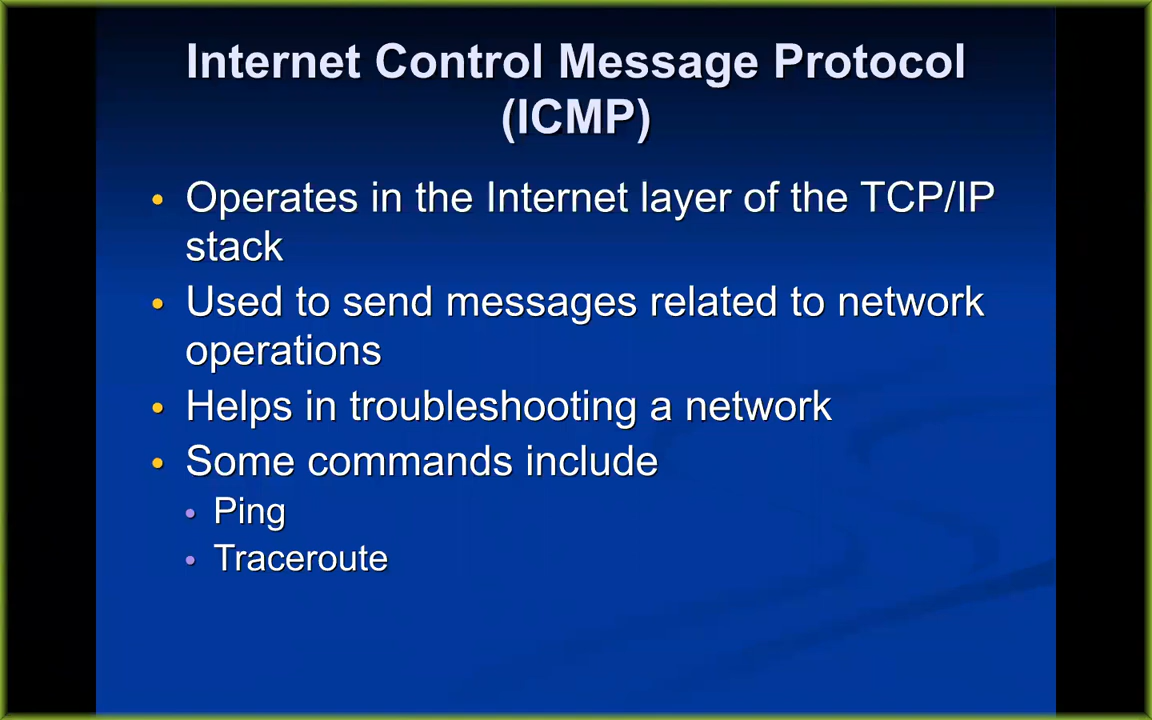 Internet Control Message Protocol
(ICMP)
• Operates in the Internet layer of the TCP/IP
stack
• Used to send messages related to network
operations
• Helps in troubleshooting a network
• Some commands include
• Ping
• Traceroute